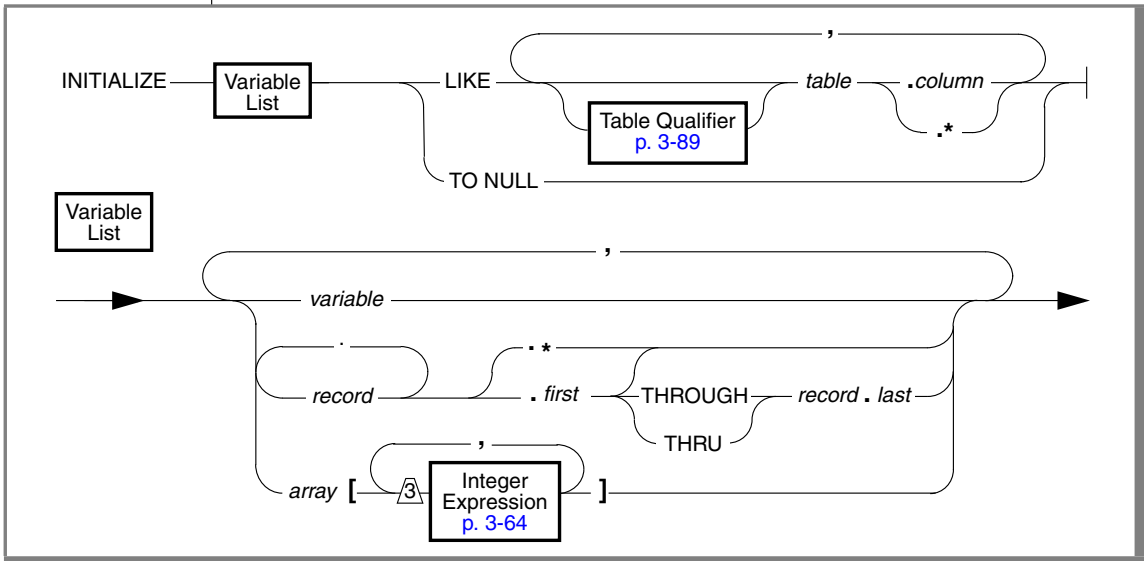 ,
INITIALIZE Variable List LIKE table .column
Table Qualifier
p. 3-89
.*
TO NULL
Variable
List
,
variable
.
. *
record . first THROUGH record . last
THRU
,
array [ 3 Integer Expression ]
p. 3-64